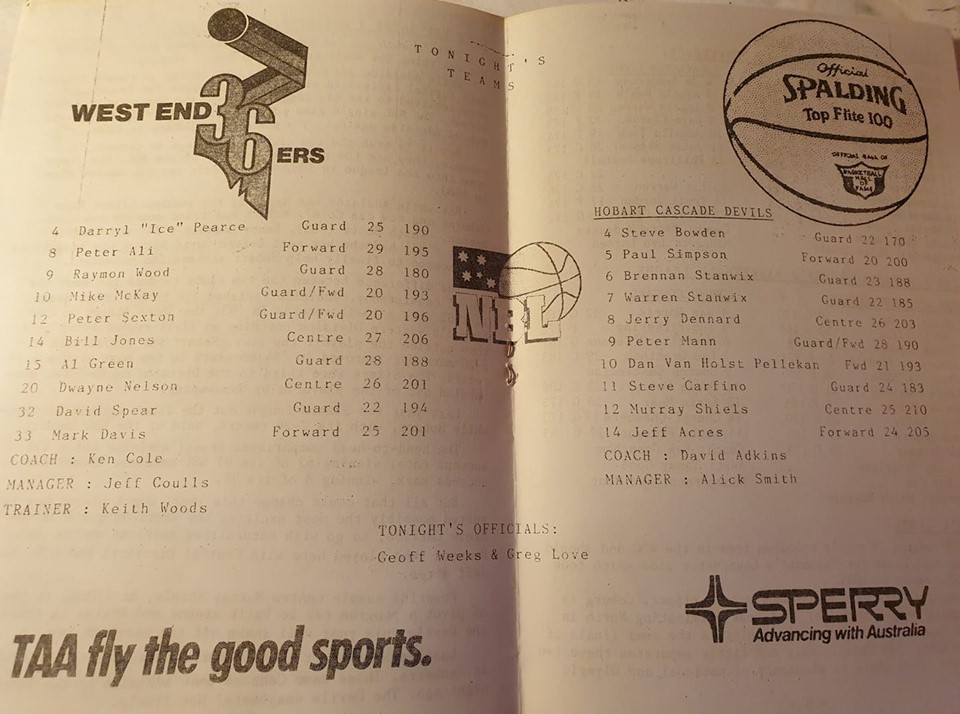 WEST END 36ERS
TONIGHT'S
TEAMS
4 Darryl "Ice" Pearce Guard 25 190
8 Peter Ali Forward 29 195
9 Raymon Wood Guard 28 180
10 Mike McKay Guard/Fwd 20 193
12 Peter Sexton Guard/Fwd 20 196
14 Bill Jones Centre 27 206
15 Al Green Guard 28 188
20 Dwayne Nelson Centre 26 201
32 David Spear Guard 22 194
33 Mark Davis Forward 25 201
COACH : Ken Cole
MANAGER : Jeff Coulls
TRAINER : Keith Woods
NBL
Official
SPALDING
Top Flite 100
OFFICIAL BALL OF
BASKETBALL
HALL OF
FAME
HOBART CASCADE DEVILS
4 Steve Bowden Guard 22 170
5 Paul Simpson Forward 20 200
6 Brennan Stanwix Guard 23 188
7 Warren Stanwix Guard 22 185
8 Jerry Dennard Centre 26 203
9 Peter Mann Guard/Fwd 28 190
10 Dan Van Holst Pellekan Fwd 21 193
11 Steve Carfino Guard 24 183
12 Murray Shiels Centre 25 210
14 Jeff Acres Forward 24 205
COACH : David Adkins
MANAGER : Alick Smith
TONIGHT'S OFFICIALS:
Geoff Weeks & Greg Love
TAA fly the good sports.
SPERRY
Advancing with Australia